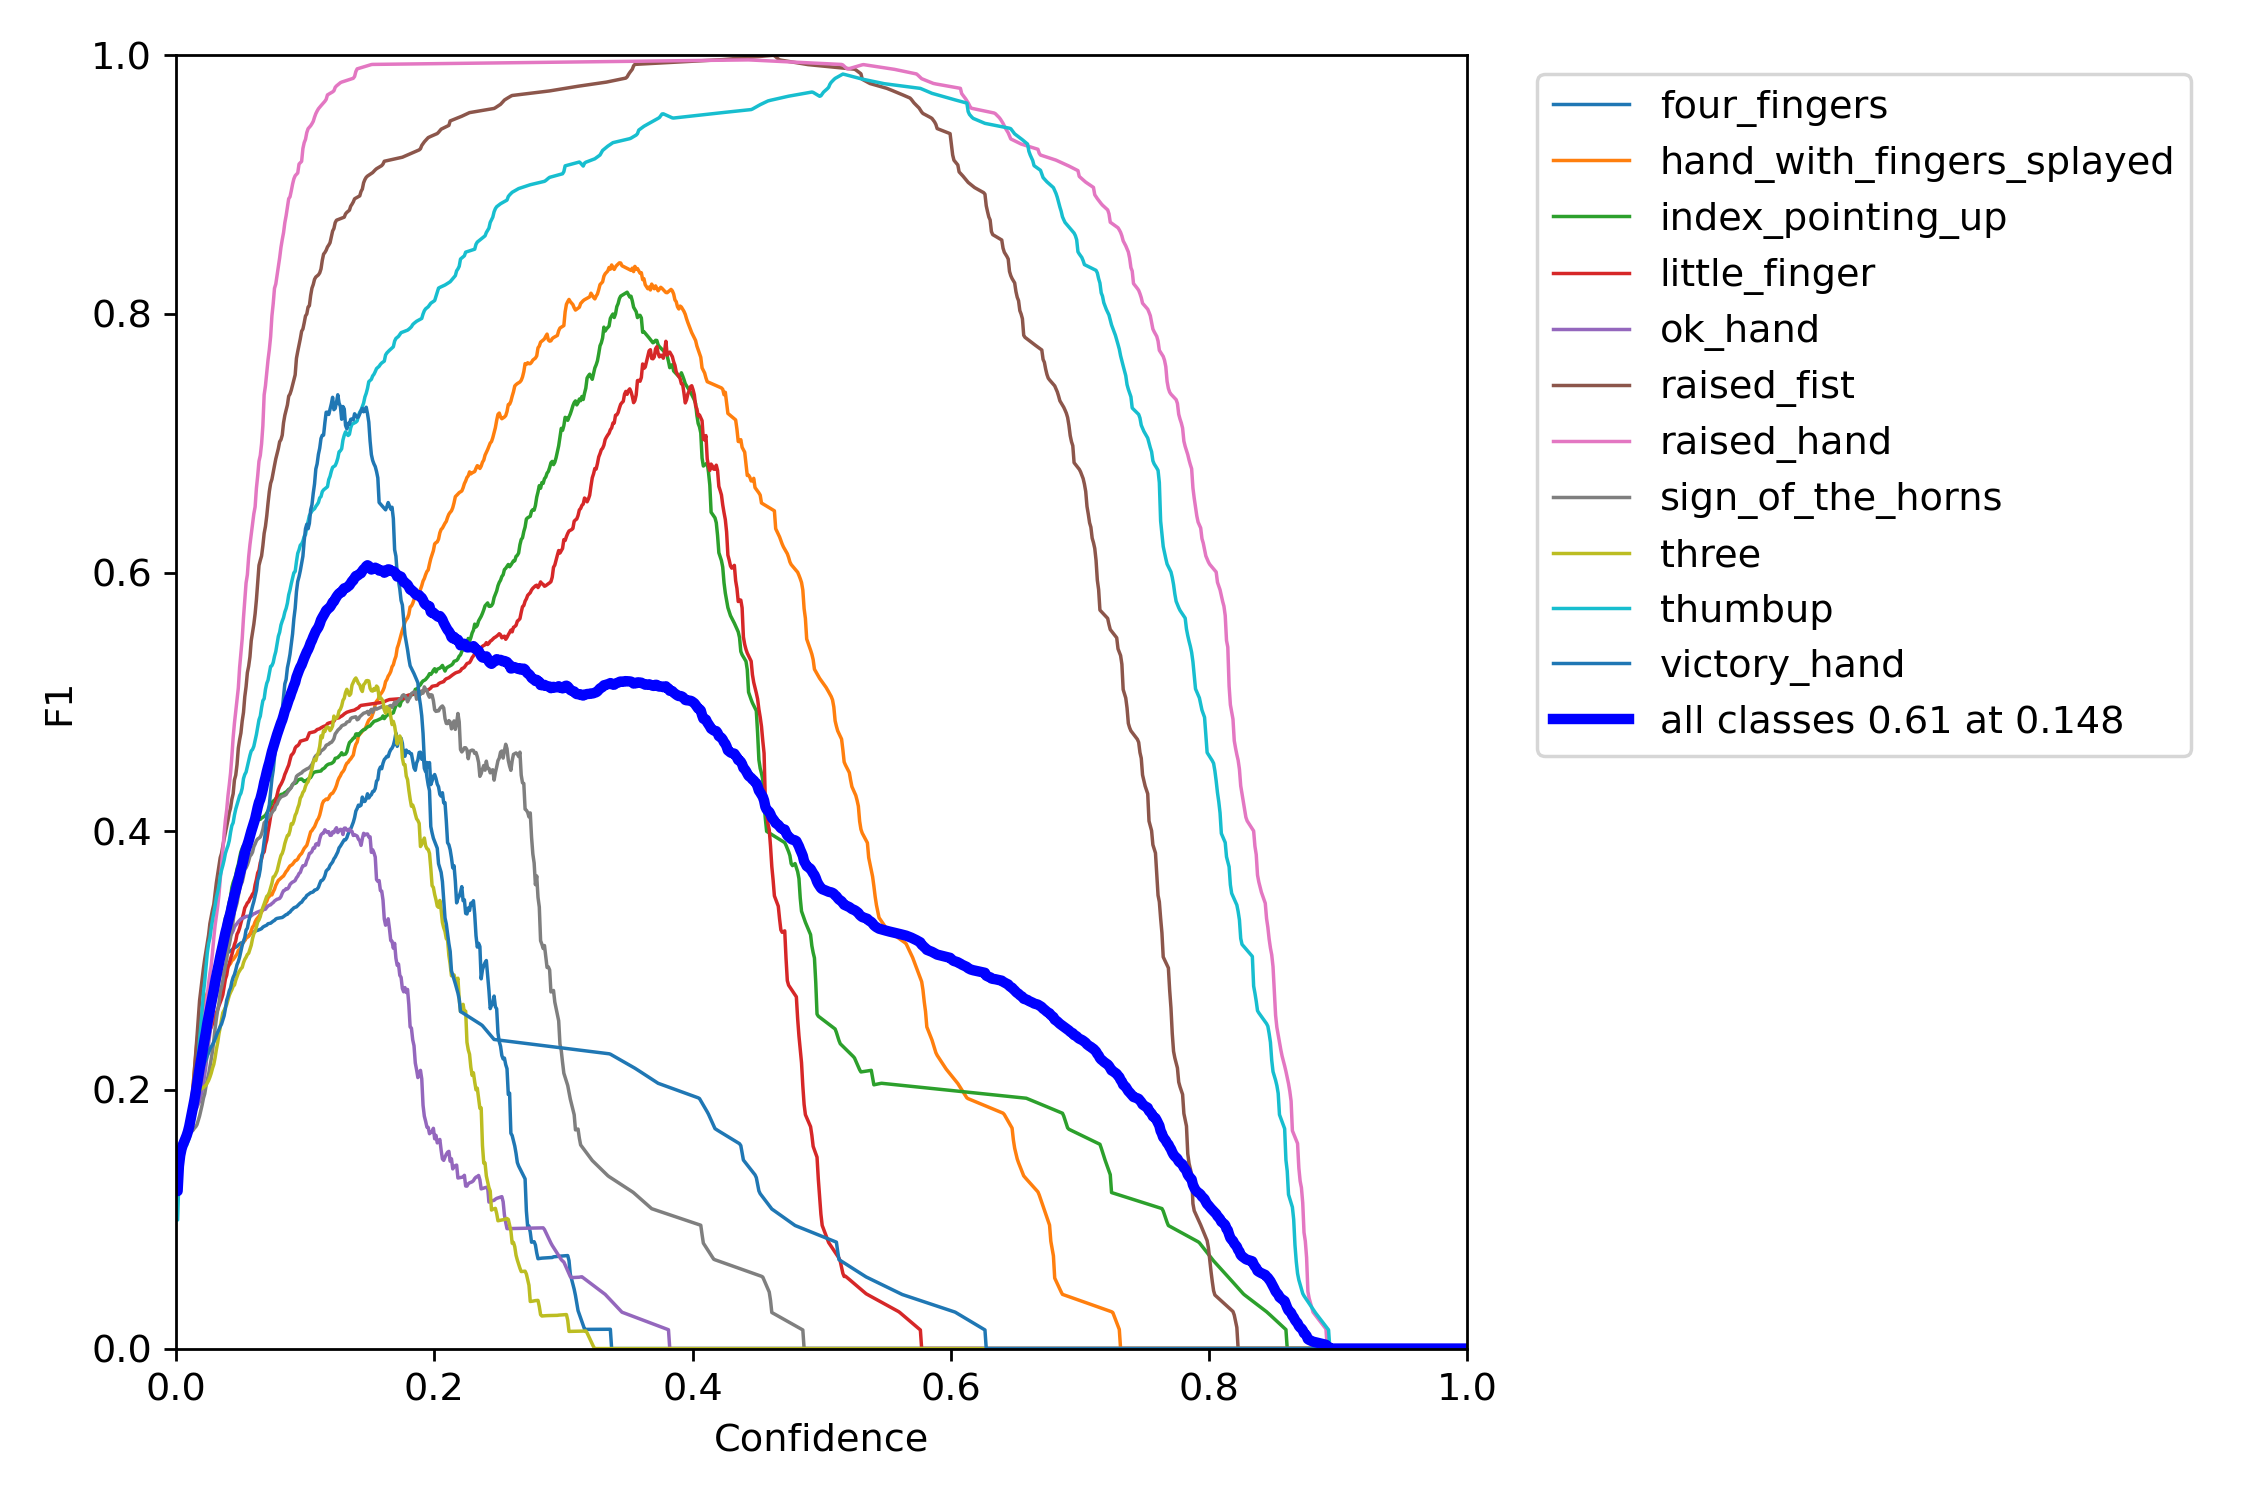 1.0
0.8
0.6
0.4
0.2
0.0
F1
0.0 0.2 0.4 0.6 0.8 1.0
Confidence
four_fingers
hand_with_fingers_splayed
index_pointing_up
little_finger
ok_hand
raised_fist
raised_hand
sign_of_the_horns
three
thumbup
victory_hand
all classes 0.61 at 0.148